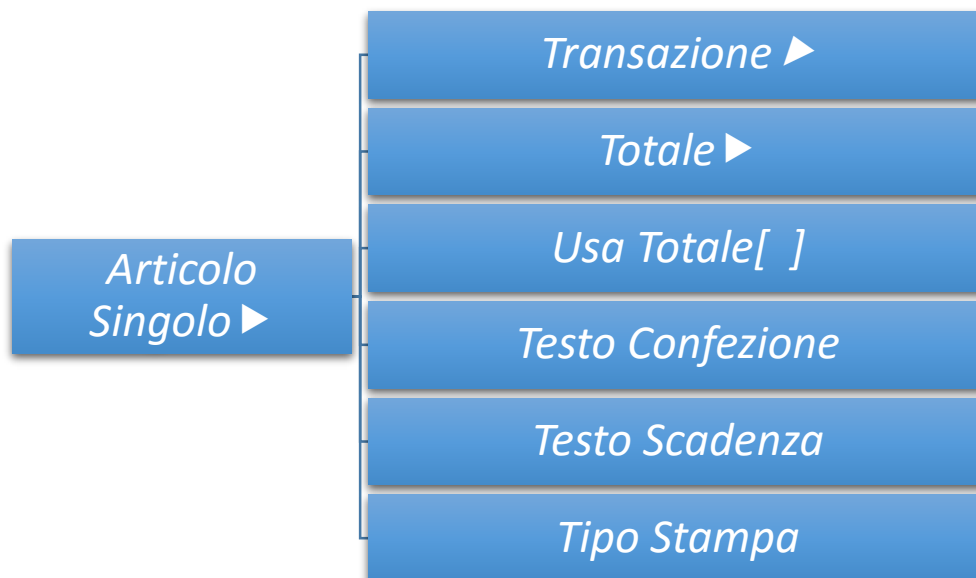 Transazione ▶
Totale ▶
Usa Totale[ ]
Articolo
Singolo ▶
Testo Confezione
Testo Scadenza
Tipo Stampa